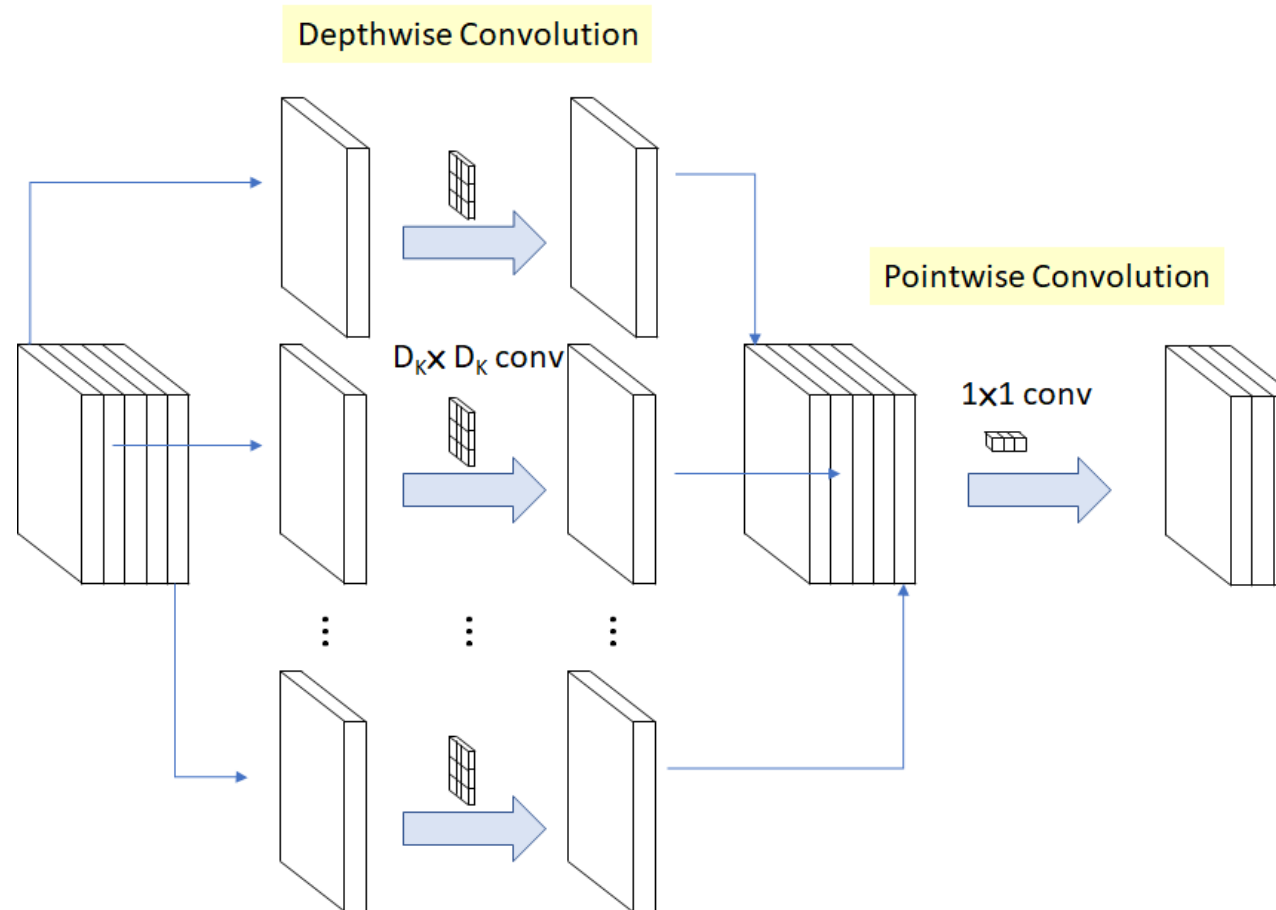 Depthwise Convolution
Pointwise Convolution
Dₖ x Dₖ conv
1x1 conv